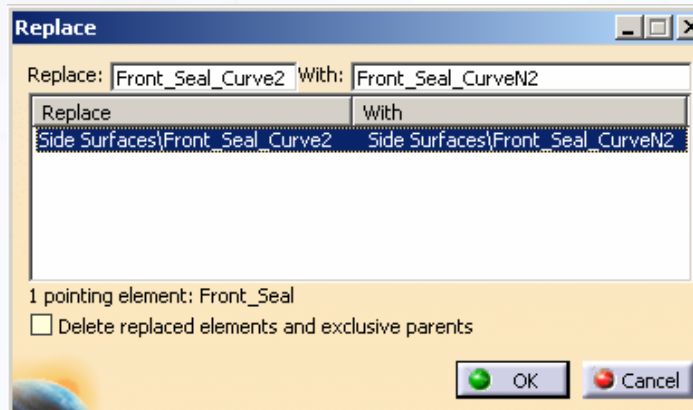 Replace
Replace: Front_Seal_Curve2 With: Front_Seal_CurveN2
Replace With
Side Surfaces\Front_Seal_Curve2 Side Surfaces\Front_Seal_CurveN2
1 pointing element: Front_Seal
Delete replaced elements and exclusive parents
OK Cancel